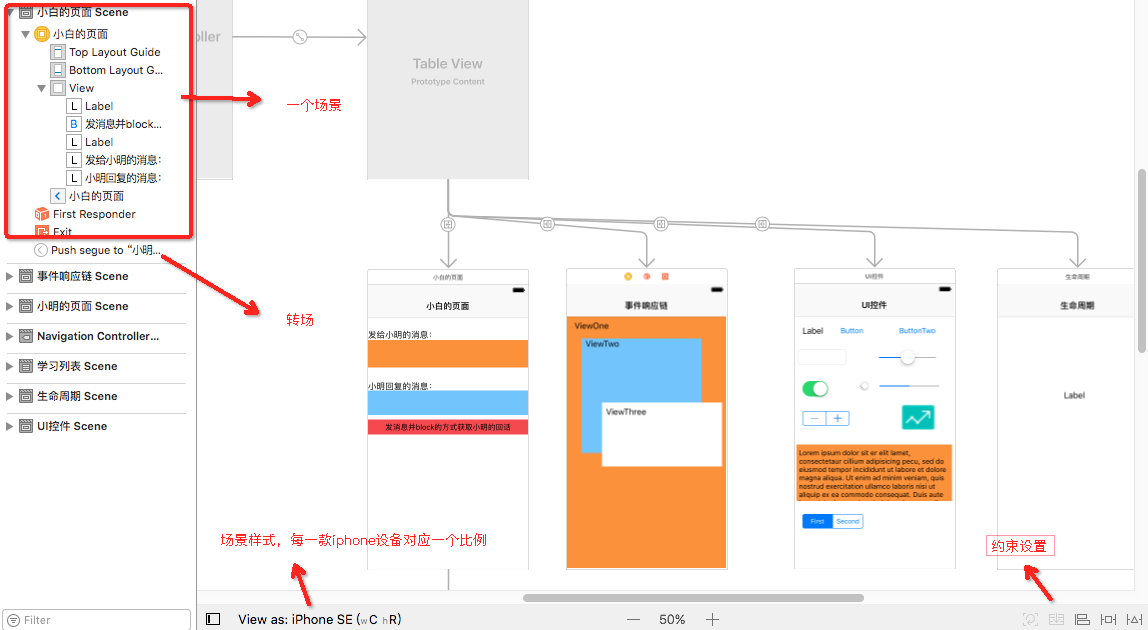 小白的页面 Scene
小白的页面
Top Layout Guide
Bottom Layout G...
View
L Label
B 发消息并block...
L Label
L 发给小明的消息:
L 小明回复的消息:
小白的页面
First Responder
Exit
Push segue to “小明...
事件响应链 Scene
小明的页面 Scene
Navigation Controller...
学习列表 Scene
生命周期 Scene
UI控件 Scene
Filter
一个场景
转场
oller
Table View
Prototype Content
小白的页面
小白的页面
发给小明的消息:
小明回复的消息:
发消息并block的方式获取小明的回话
事件响应链
ViewOne
ViewTwo
ViewThree
UI控件
UI控件
Label Button ButtonTwo
Lorem ipsum dolor sit er elit lamet,
consectetaur cillium adipisicing pecu, sed do
eiusmod tempor incididunt ut labore et dolore
magna aliqua. Ut enim ad minim veniam, quis
nostrud exercitation ullamco laboris nisi ut
aliquip ex ea commodo consequat. Duis aute
First Second
生命周期
生命周期
Label
场景样式，每一款iphone设备对应一个比例
约束设置
View as: iPhone SE (wC hR)
50%